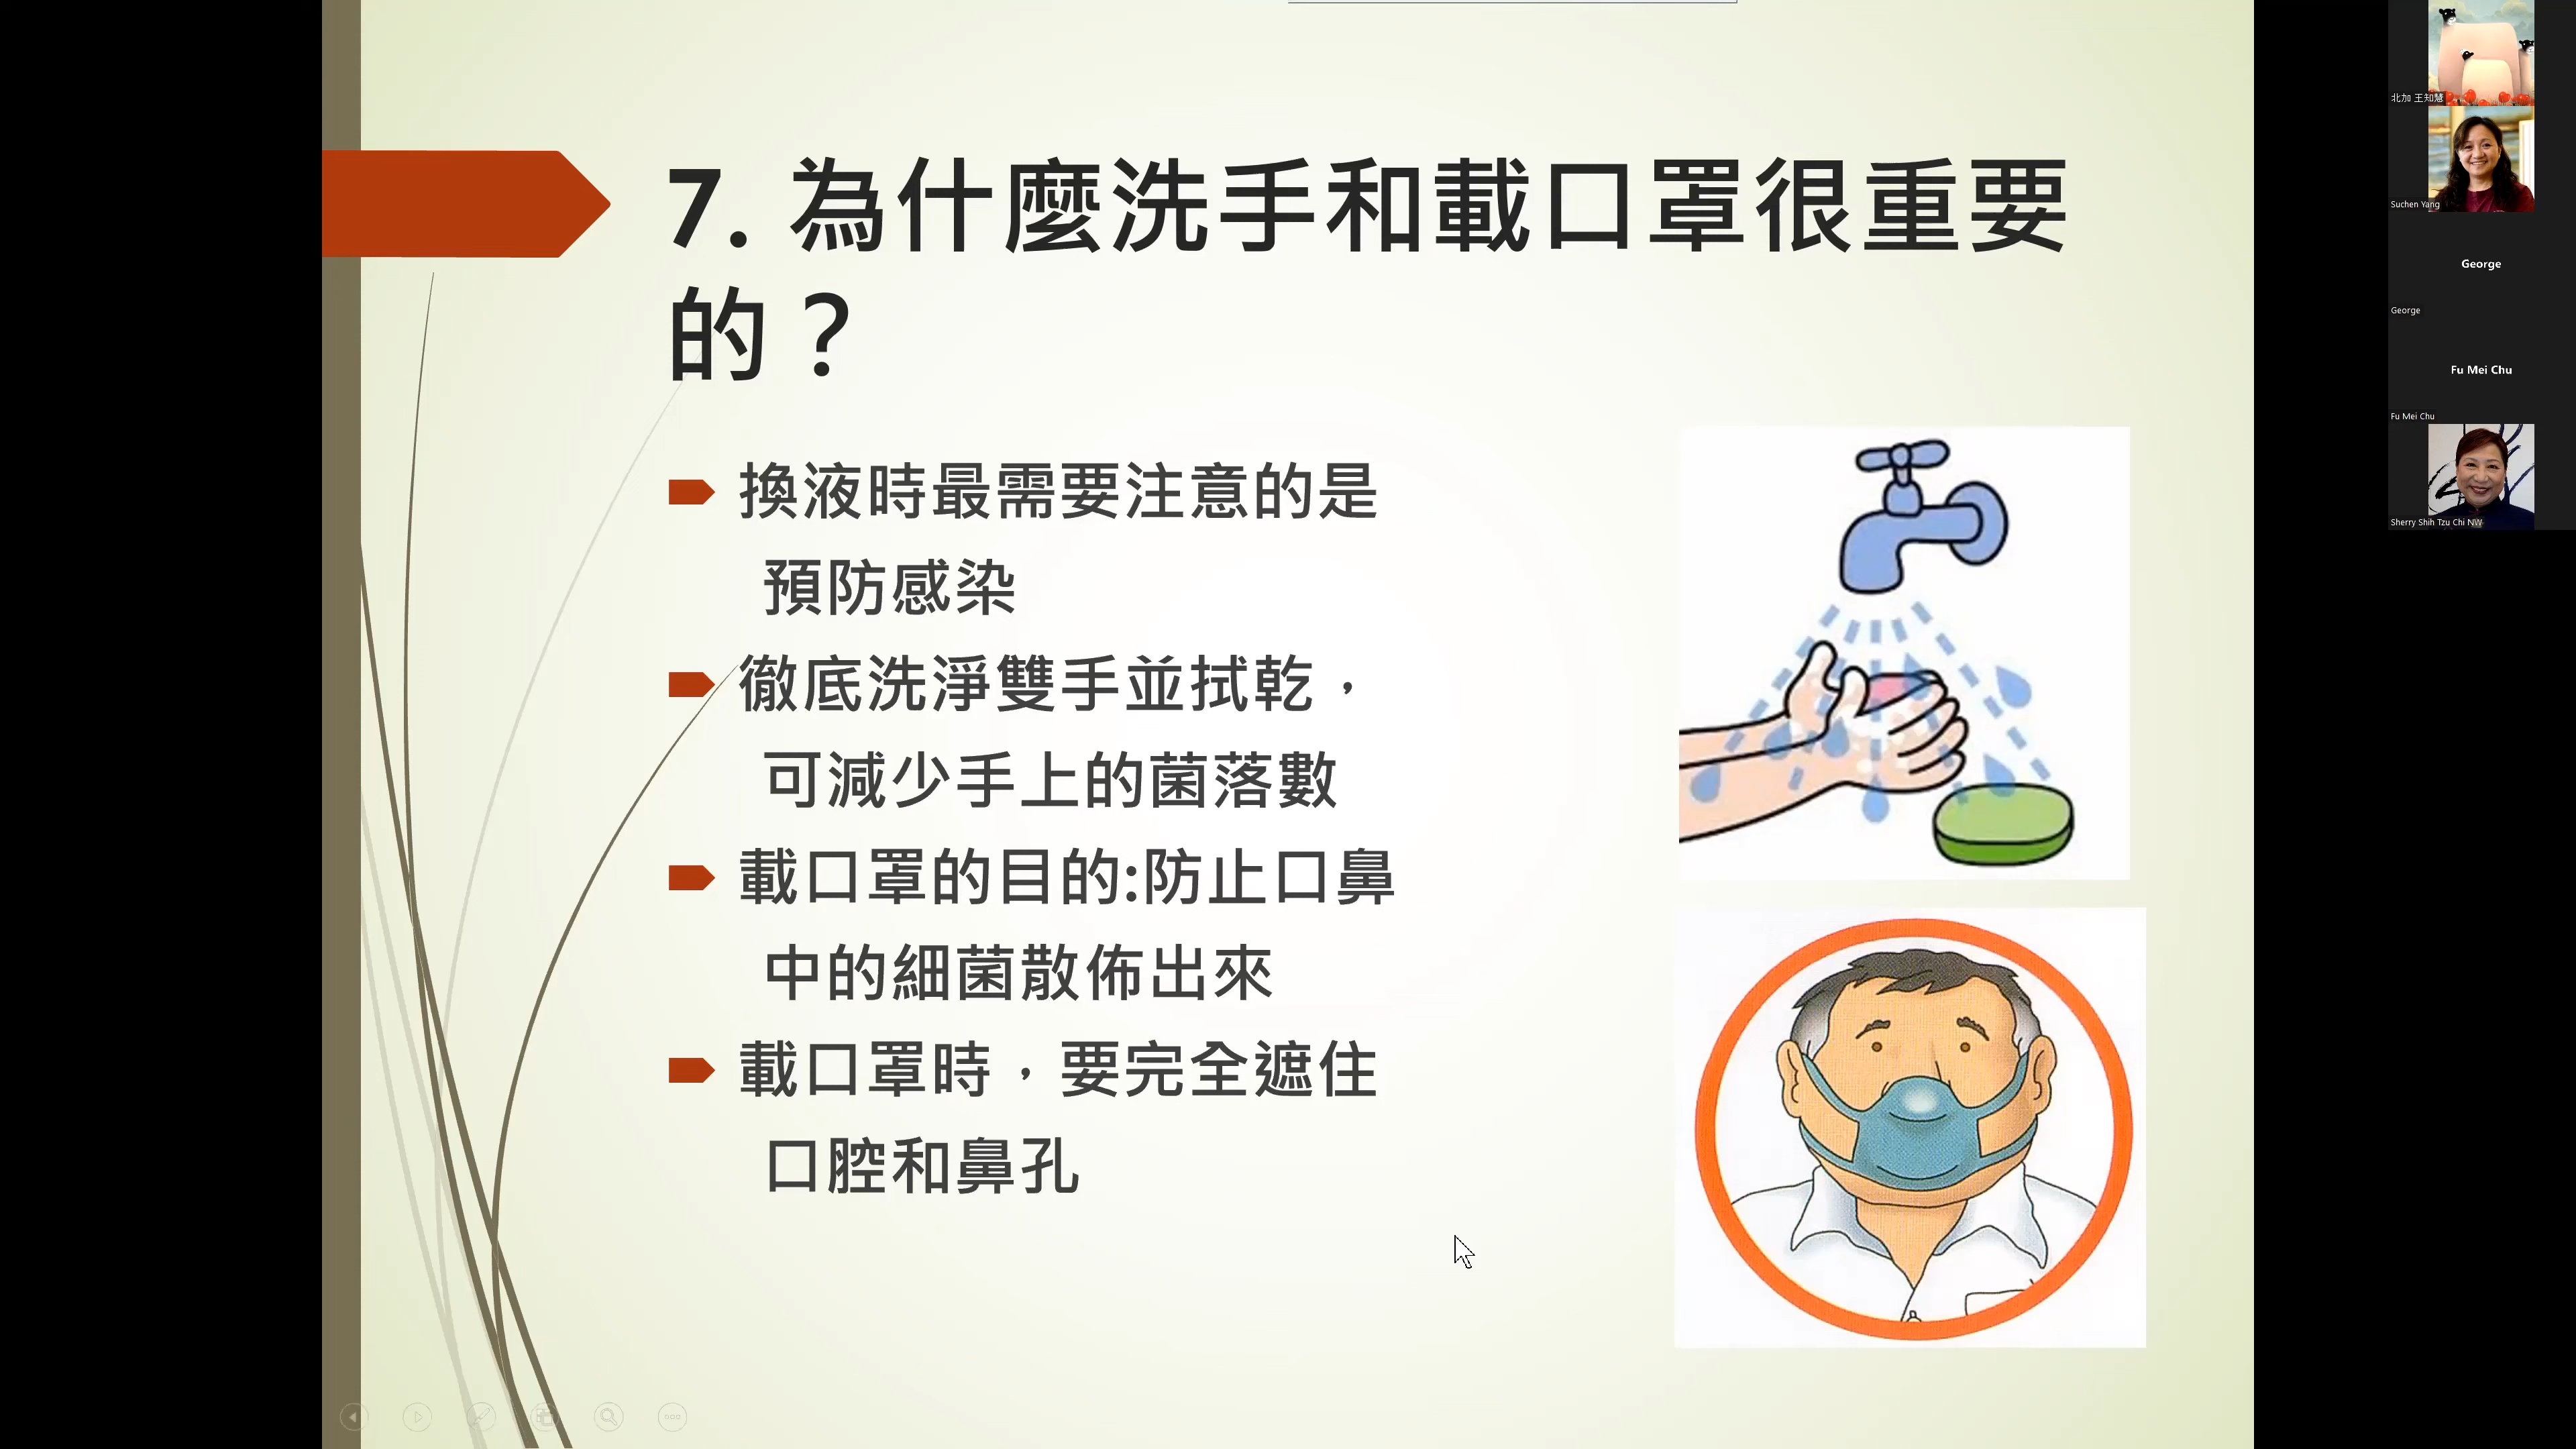 7. 為什麼洗手和載口罩很重要
的？
換液時最需要注意的是
預防感染
徹底洗淨雙手並拭乾，
可減少手上的菌落數
載口罩的目的:防止口鼻
中的細菌散佈出來
載口罩時，要完全遮住
口腔和鼻孔
北加 王知慧
Suchen Yang
George
George
Fu Mei Chu
Fu Mei Chu
Sherry Shih Tzu Chi NW